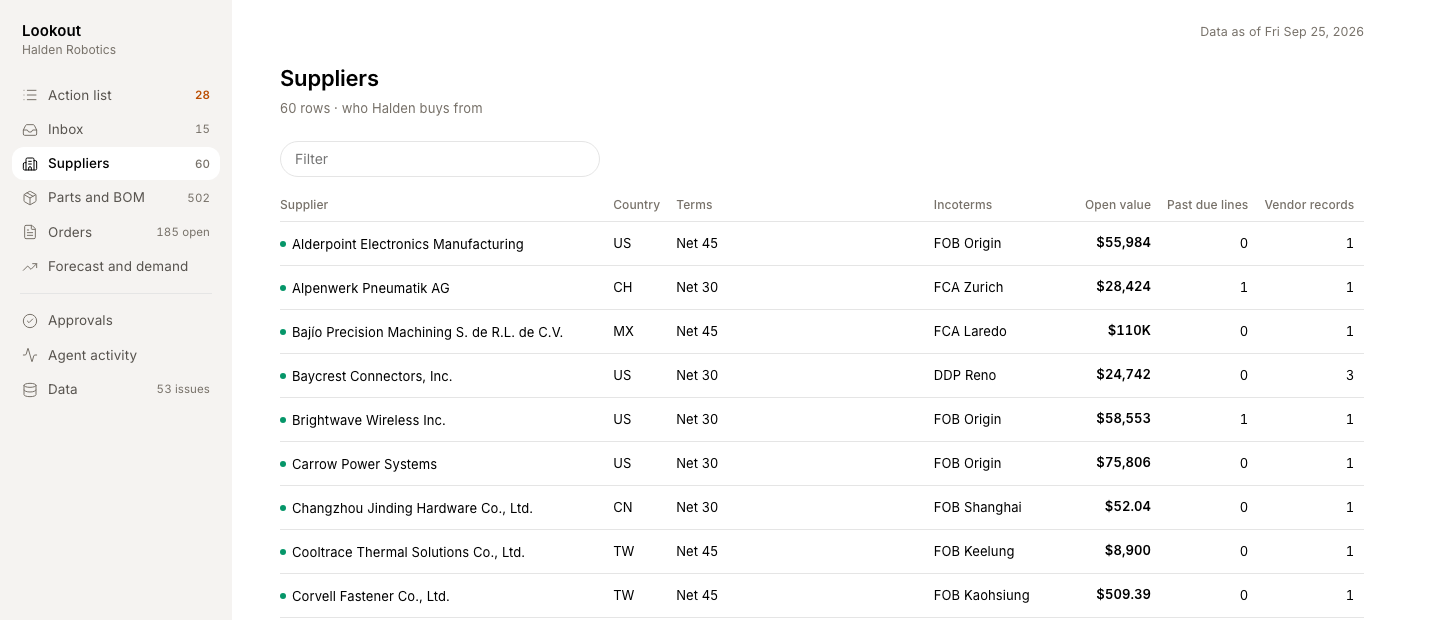 Lookout
Halden Robotics
Action list 28
Inbox 15
Suppliers 60
Parts and BOM 502
Orders 185 open
Forecast and demand
Approvals
Agent activity
Data 53 issues
Data as of Fri Sep 25, 2026
Suppliers
60 rows · who Halden buys from
Filter
Supplier Country Terms Incoterms Open value Past due lines Vendor records
Alderpoint Electronics Manufacturing US Net 45 FOB Origin $55,984 0 1
Alpenwerk Pneumatik AG CH Net 30 FCA Zurich $28,424 1 1
Bajío Precision Machining S. de R.L. de C.V. MX Net 45 FCA Laredo $110K 0 1
Baycrest Connectors, Inc. US Net 30 DDP Reno $24,742 0 3
Brightwave Wireless Inc. US Net 30 FOB Origin $58,553 1 1
Carrow Power Systems US Net 30 FOB Origin $75,806 0 1
Changzhou Jinding Hardware Co., Ltd. CN Net 30 FOB Shanghai $52.04 0 1
Cooltrace Thermal Solutions Co., Ltd. TW Net 45 FOB Keelung $8,900 0 1
Corvell Fastener Co., Ltd. TW Net 45 FOB Kaohsiung $509.39 0 1